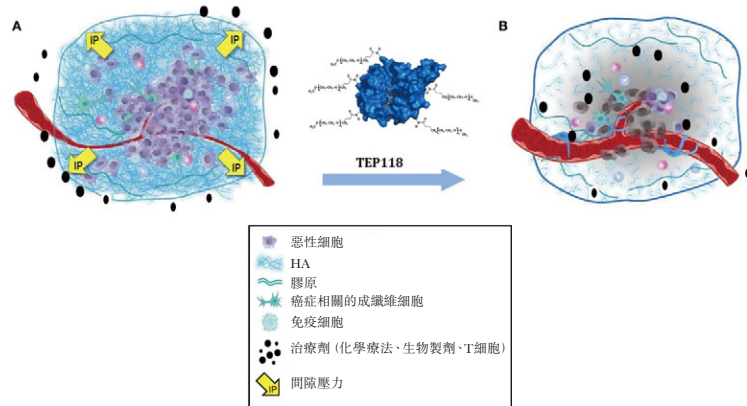 A
B
IP
IP
IP
IP
TEP118
惡性細胞
HA
膠原
癌症相關的成纖維細胞
免疫細胞
治療劑 (化學療法、生物製劑、T細胞)
IP
間隙壓力